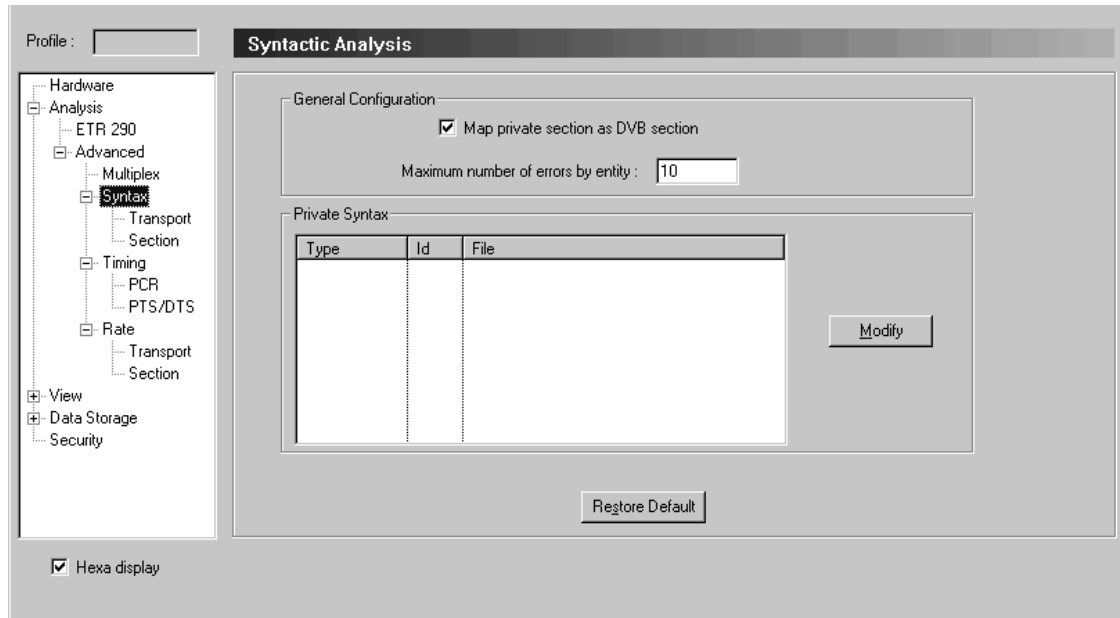 Profile :
Syntactic Analysis
Hardware
Analysis
ETR 290
Advanced
Multiplex
Syntax
Transport
Section
Timing
PCR
PTS/DTS
Rate
Transport
Section
View
Data Storage
Security
Hexa display
General Configuration
Map private section as DVB section
Maximum number of errors by entity : 10
Private Syntax
Type Id File
Modify
Restore Default